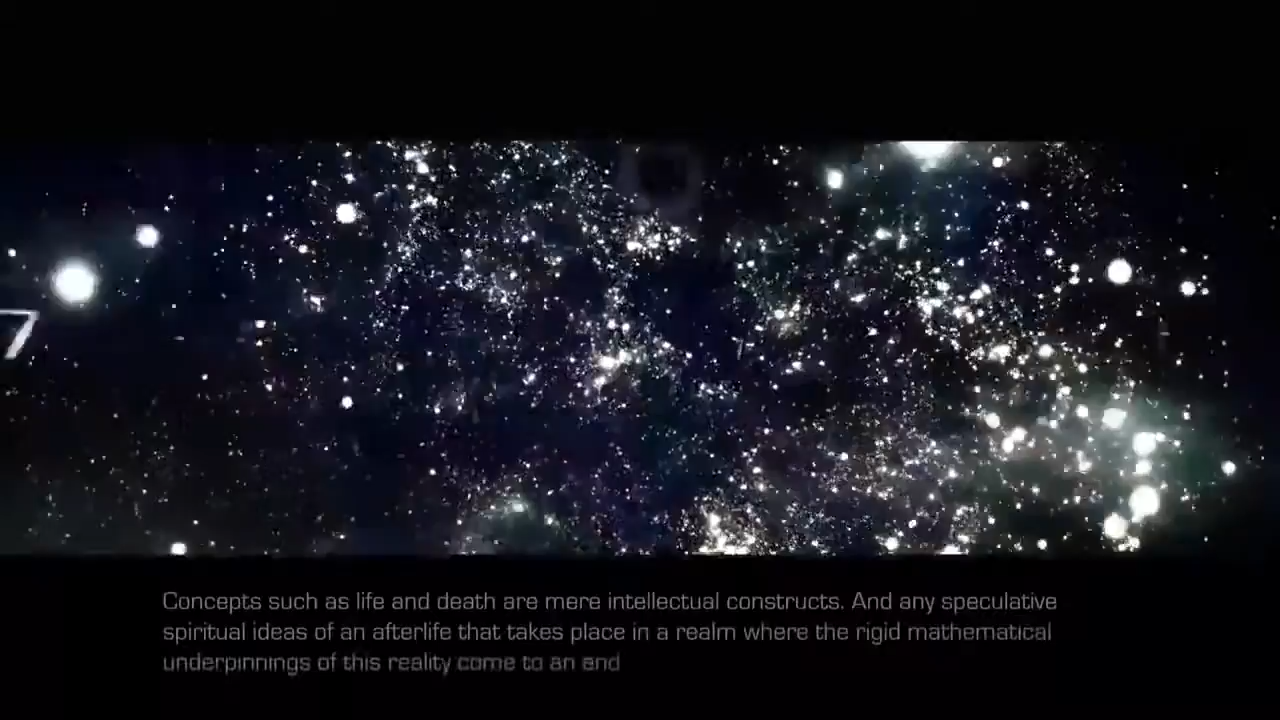 7
Concepts such as life and death are mere intellectual constructs. And any speculative
spiritual ideas of an afterlife that takes place in a realm where the rigid mathematical
underpinnings of this reality come to an end